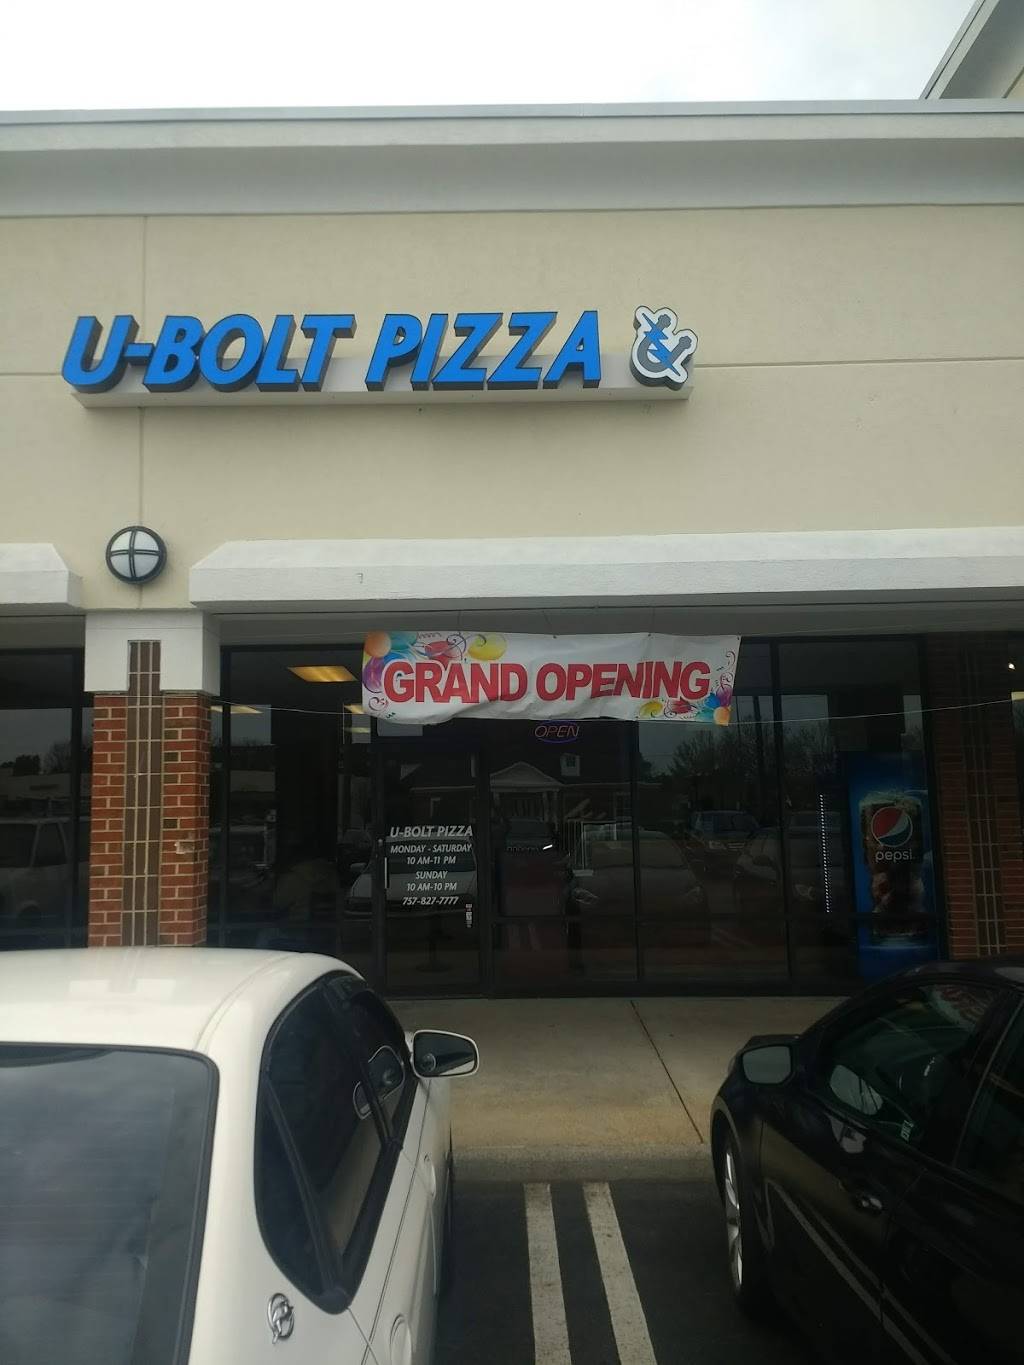 U-BOLT PIZZA
GRAND OPENING
OPEN
U-BOLT PIZZA
MONDAY - SATURDAY
10 AM-11 PM
SUNDAY
10 AM-10 PM
757-827-7777
pepsi